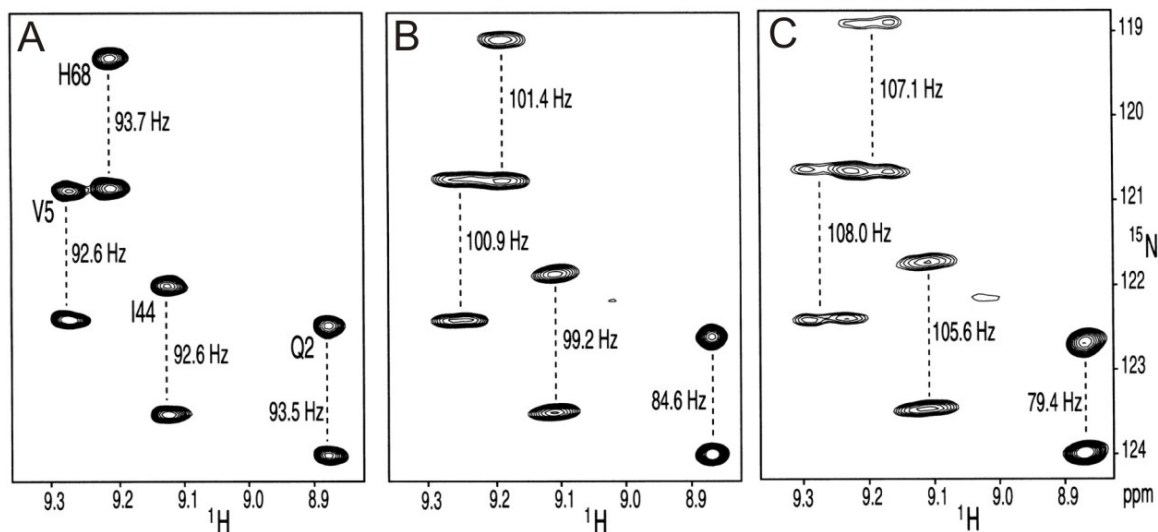 A
H68
93.7 Hz
V5
92.6 Hz
I44
92.6 Hz
Q2
93.5 Hz
9.3 9.2 9.1 9.0 8.9
¹H
B
101.4 Hz
100.9 Hz
99.2 Hz
84.6 Hz
9.3 9.2 9.1 9.0 8.9
C
107.1 Hz
108.0 Hz
105.6 Hz
79.4 Hz
119
120
121
¹⁵N
122
123
124
ppm
9.3 9.2 9.1 9.0 8.9
¹H